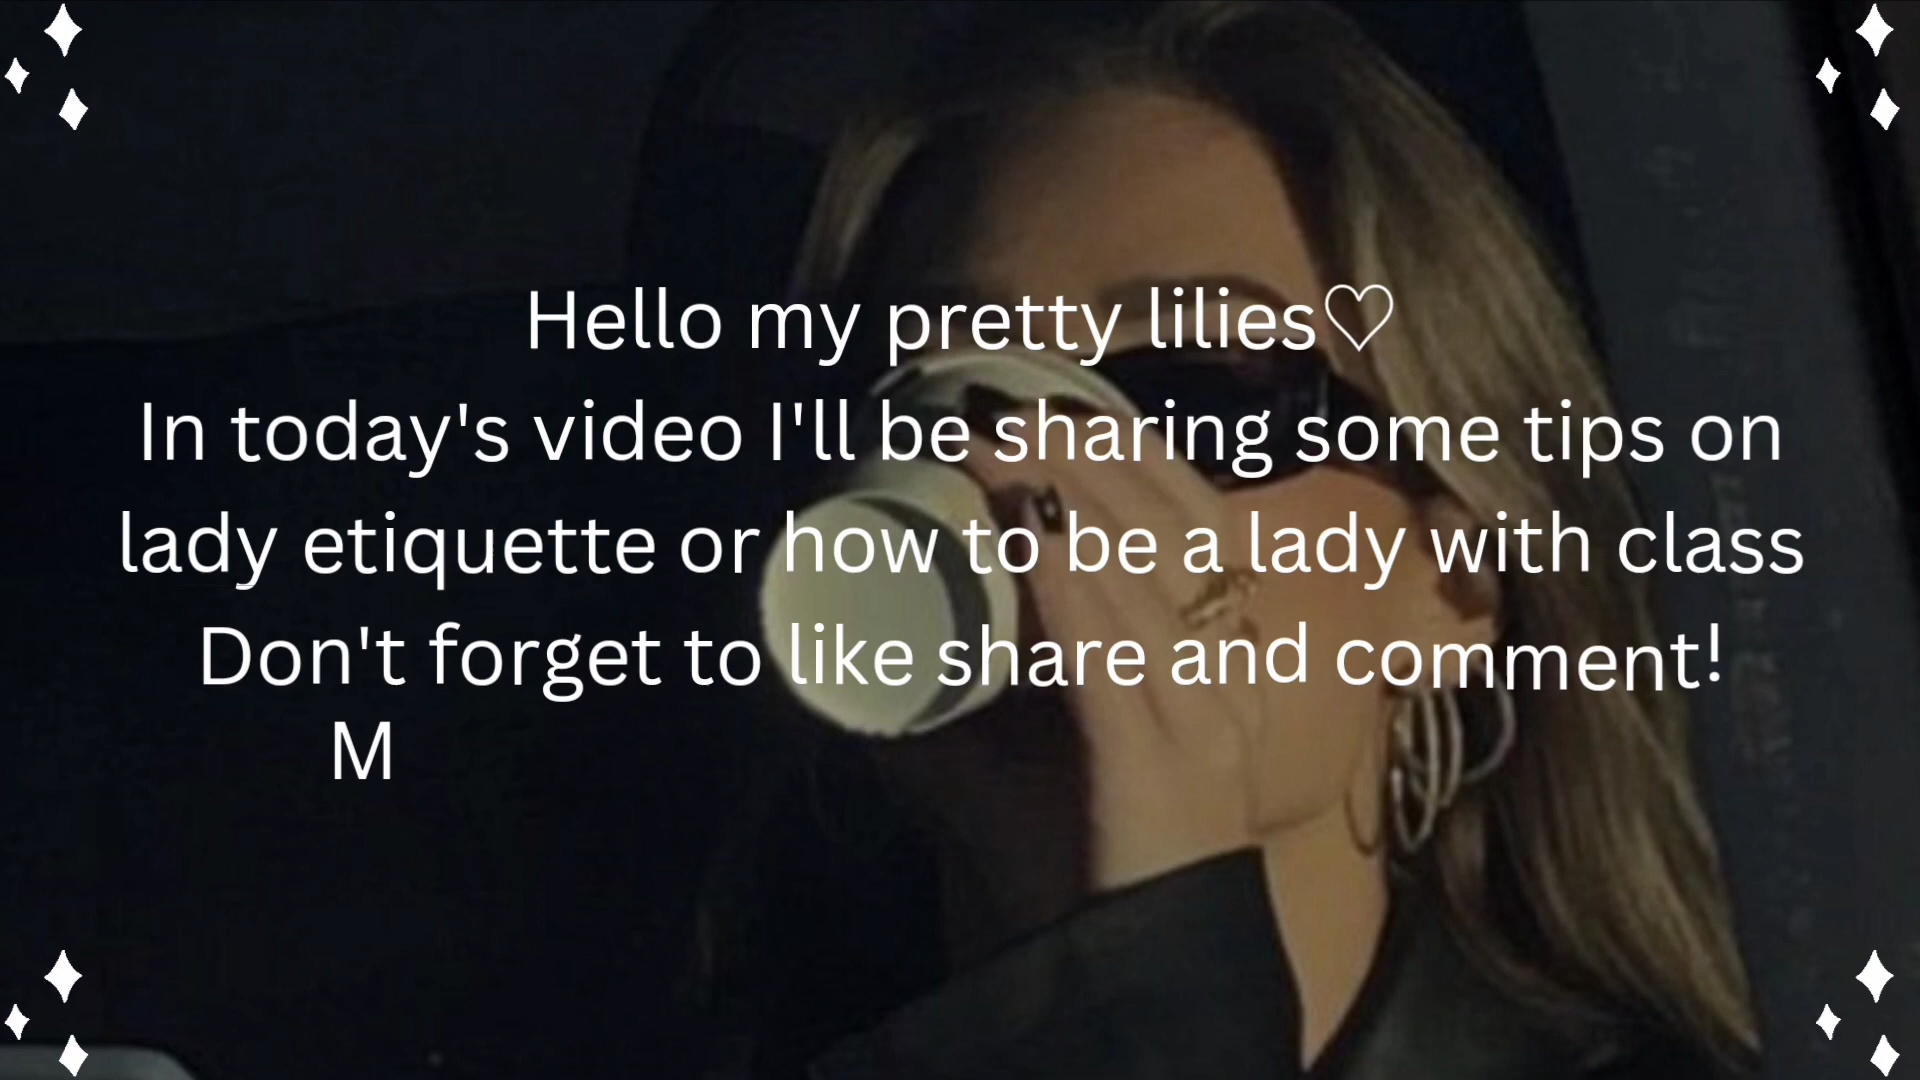 Hello my pretty lilies♡
In today's video I'll be sharing some tips on
lady etiquette or how to be a lady with class
Don't forget to like share and comment!
M